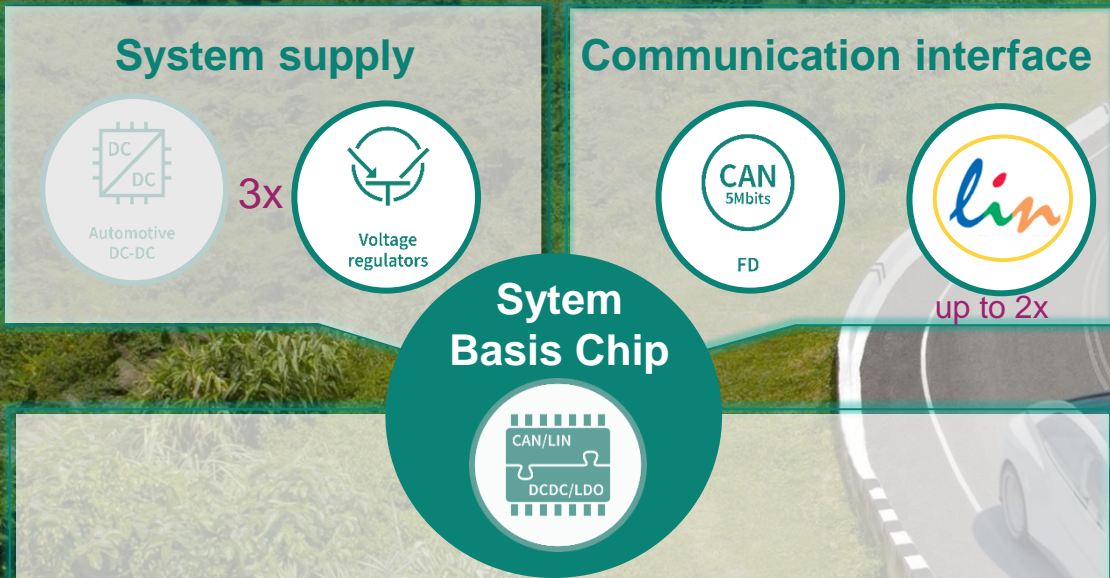 System supply
DC
DC
Automotive
DC-DC
3x
Voltage
regulators
Communication interface
CAN
5Mbits
FD
lin
up to 2x
Sytem
Basis Chip
CAN/LIN
DCDC/LDO